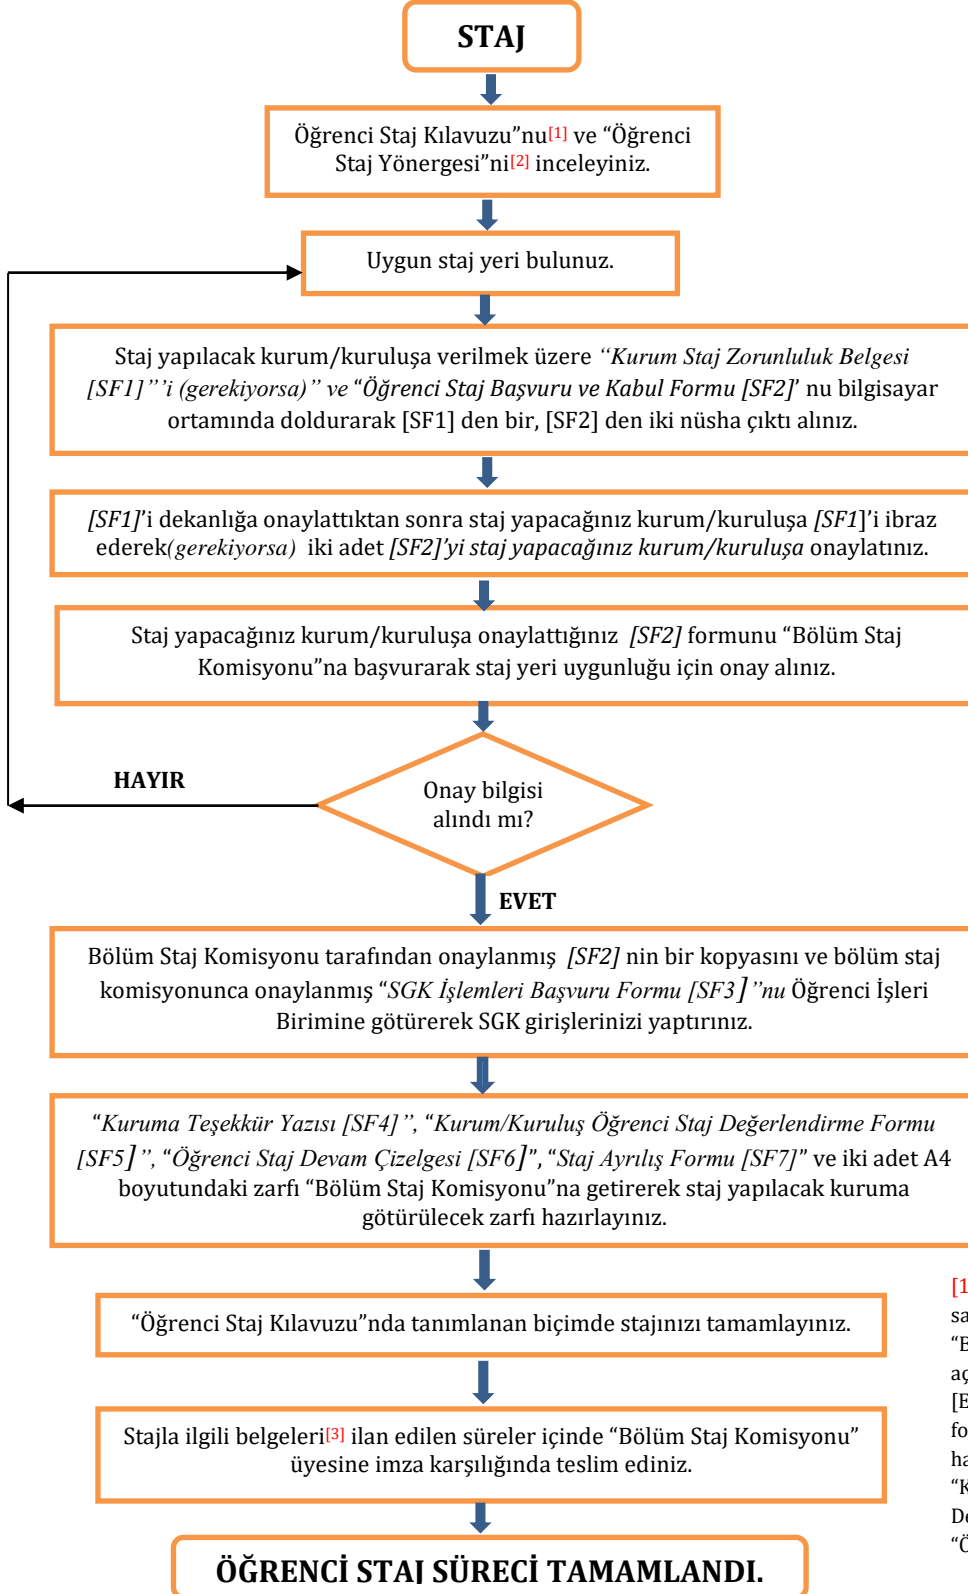 STAJ
Öğrenci Staj Kılavuzu”nu[1] ve “Öğrenci
Staj Yönergesi”ni[2] inceleyiniz.
Uygun staj yeri bulunuz.
Staj yapılacak kurum/kuruluşa verilmek üzere “Kurum Staj Zorunluluk Belgesi
[SF1]”’i (gerekiyorsa)” ve “Öğrenci Staj Başvuru ve Kabul Formu [SF2]’ nu bilgisayar
ortamında doldurarak [SF1] den bir, [SF2] den iki nüsha çıktı alınız.
[SF1]’i dekanlığa onaylattıktan sonra staj yapacağınız kurum/kuruluşa [SF1]’i ibraz
ederek(gerekiyorsa) iki adet [SF2]’yi staj yapacağınız kurum/kuruluşa onaylatınız.
Staj yapacağınız kurum/kuruluşa onaylattığınız [SF2] formunu “Bölüm Staj
Komisyonu”na başvurarak staj yeri uygunluğu için onay alınız.
HAYIR
Onay bilgisi
alındı mı?
EVET
Bölüm Staj Komisyonu tarafından onaylanmış [SF2] nin bir kopyasını ve bölüm staj
komisyonunca onaylanmış “SGK İşlemleri Başvuru Formu [SF3]”nu Öğrenci İşleri
Birimine götürerek SGK girişlerinizi yaptırınız.
“Kuruma Teşekkür Yazısı [SF4]”, “Kurum/Kuruluş Öğrenci Staj Değerlendirme Formu
[SF5]”, “Öğrenci Staj Devam Çizelgesi [SF6]”, “Staj Ayrılış Formu [SF7]” ve iki adet A4
boyutundaki zarfı “Bölüm Staj Komisyonu”na getirerek staj yapılacak kuruma
götürülecek zarfı hazırlayınız.
“Öğrenci Staj Kılavuzu”nda tanımlanan biçimde stajınızı tamamlayınız.
Stajla ilgili belgeleri[3] ilan edilen süreler içinde “Bölüm Staj Komisyonu”
üyesine imza karşılığında teslim ediniz.
ÖĞRENCİ STAJ SÜRECİ TAMAMLANDI.